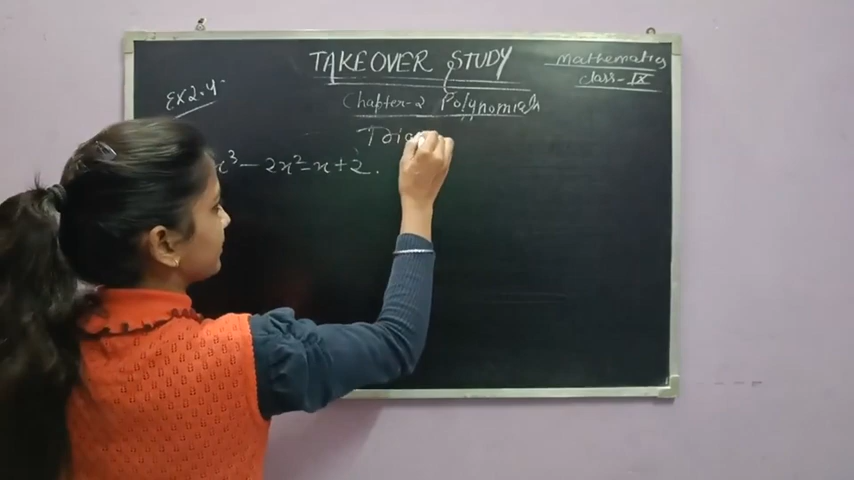 TAKEOVER STUDY
Mathematics
class-IX
Ex 2.4
Chapter-2 Polynomials
x³ – 2x² – x + 2.